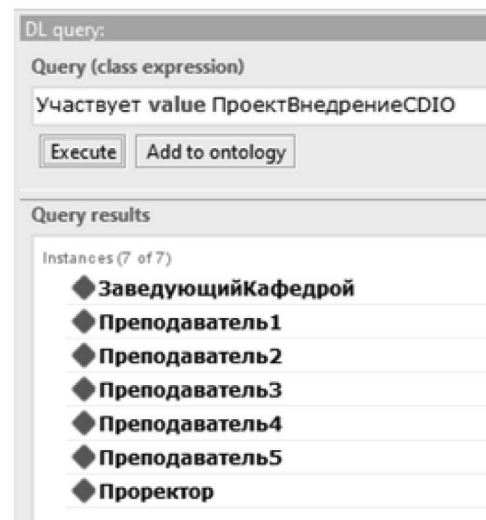 DL query:
Query (class expression)
Участвует value ПроектВнедрениеCDIO
Execute Add to ontology
Query results
Instances (7 of 7)
ЗаведующийКафедрой
Преподаватель1
Преподаватель2
Преподаватель3
Преподаватель4
Преподаватель5
Проректор